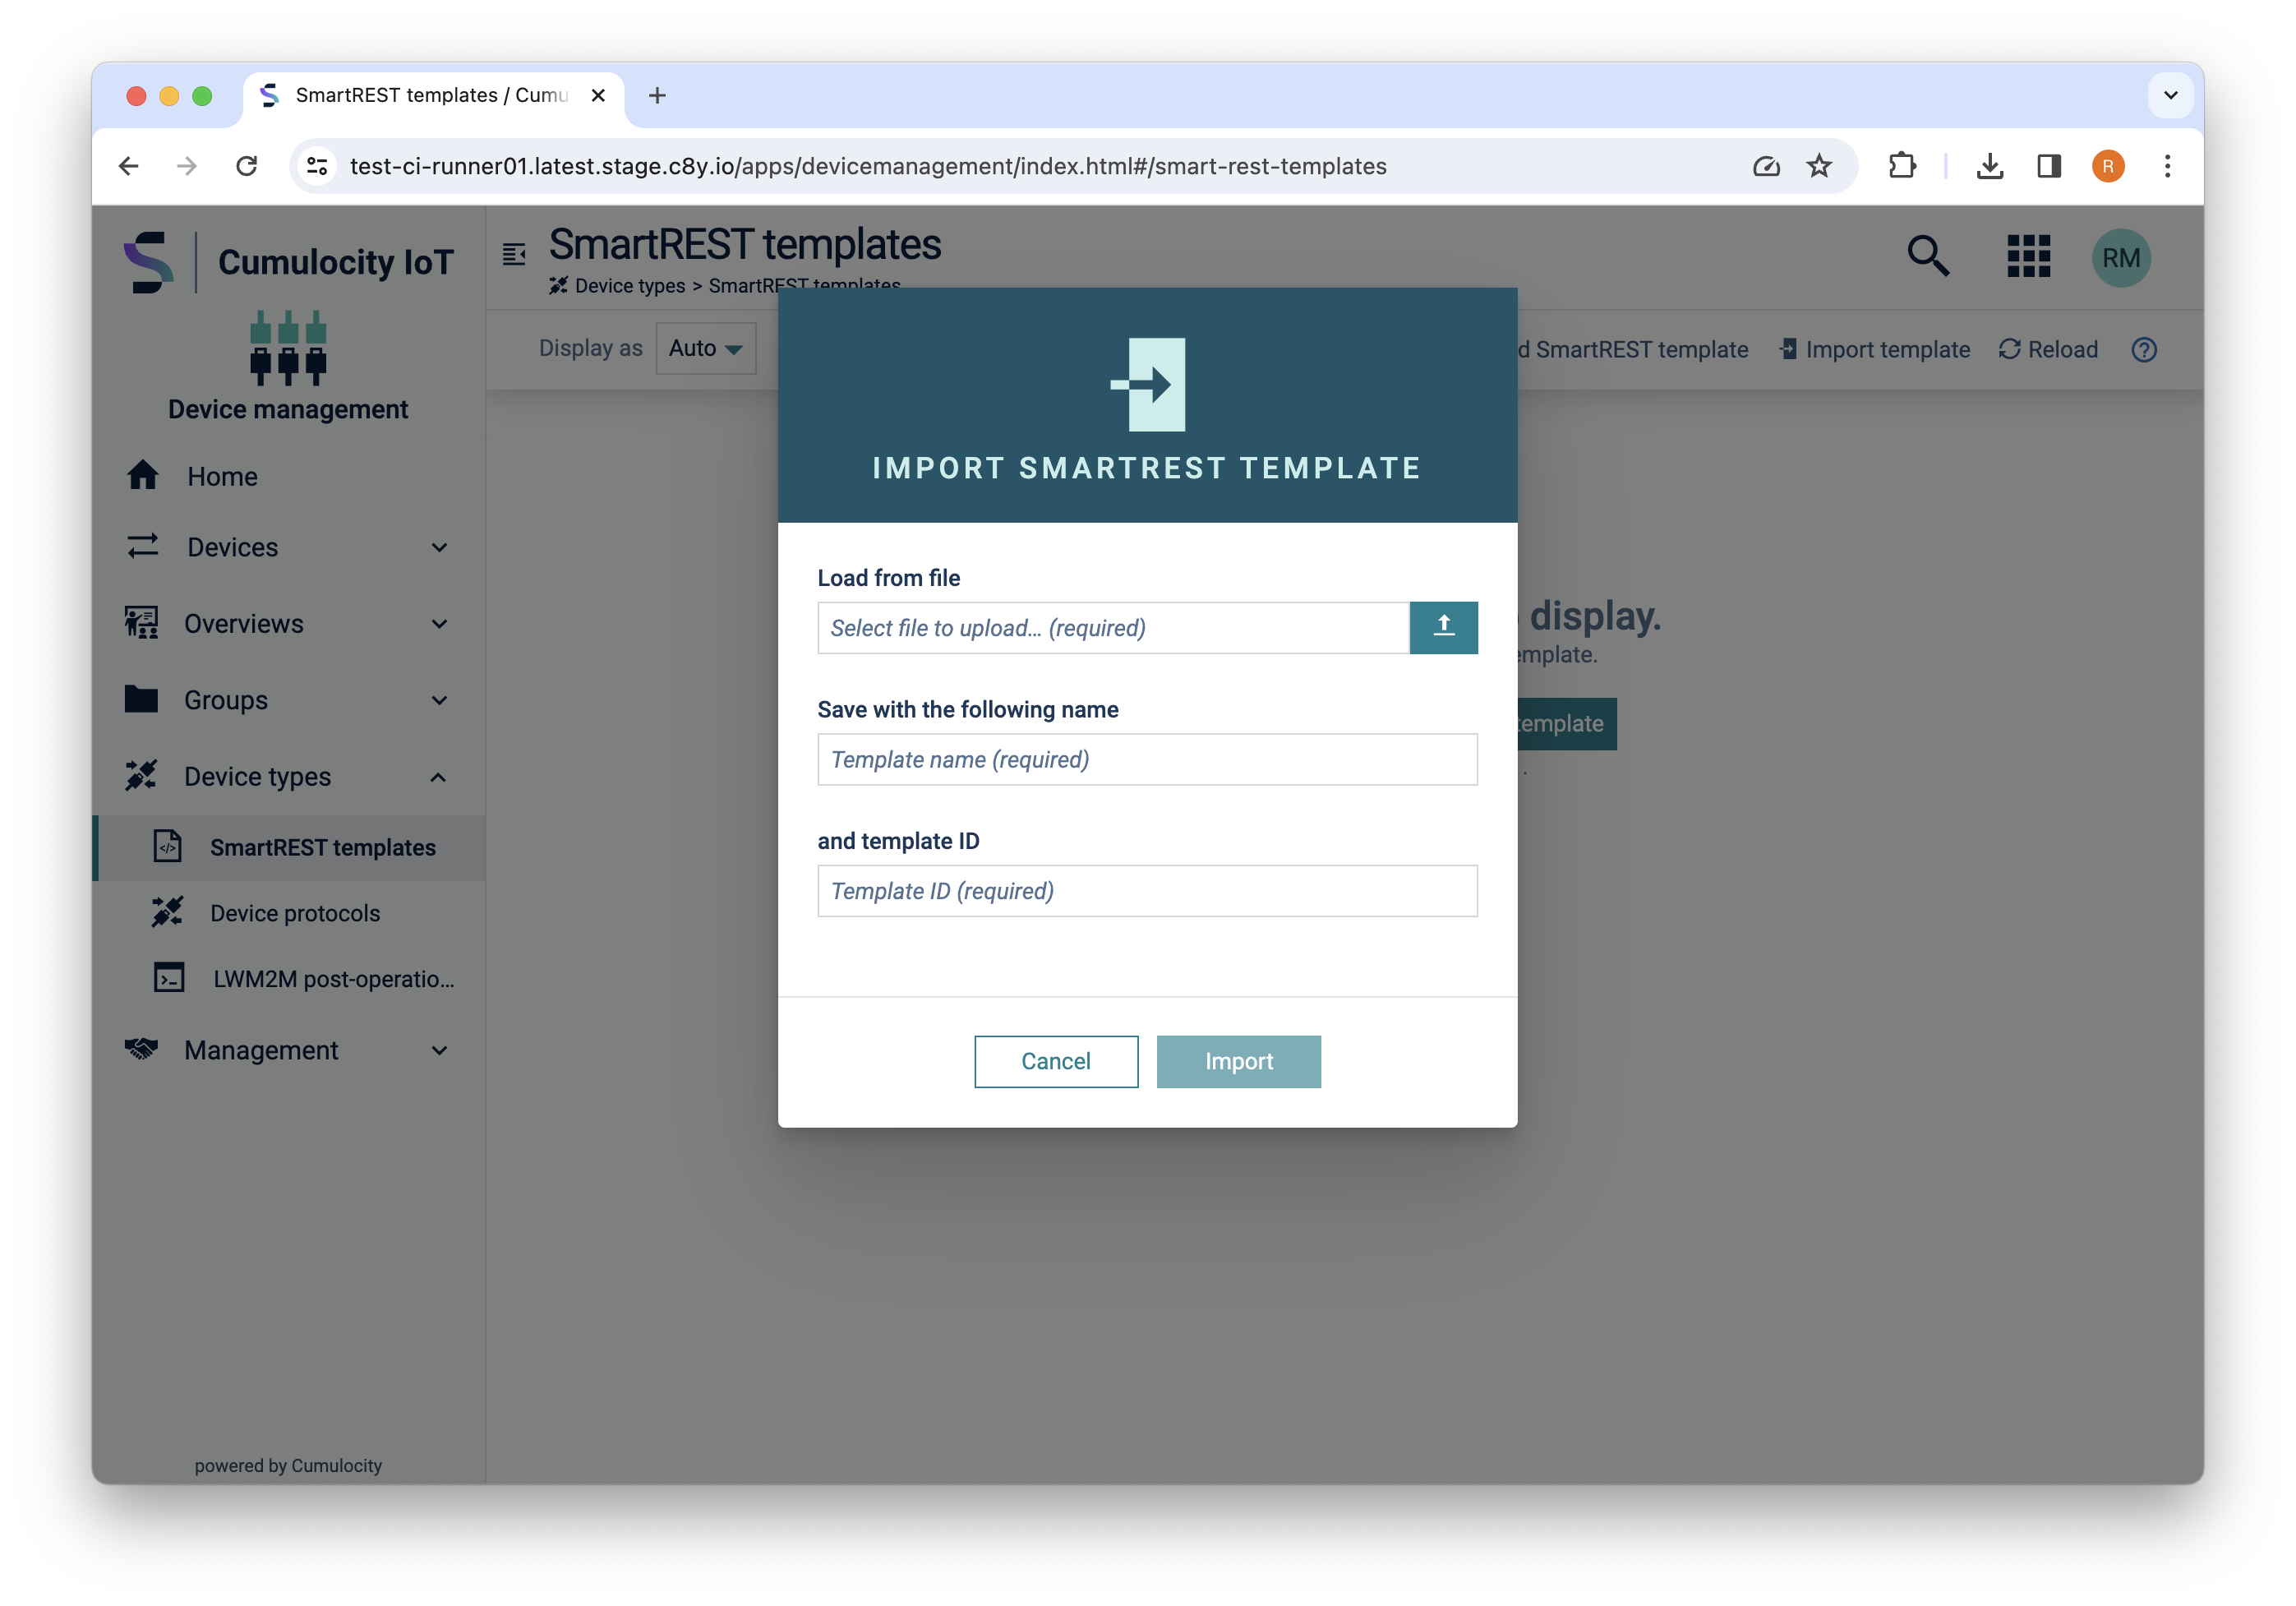 SmartREST templates / Cumu
test-ci-runner01.latest.stage.c8y.io/apps/devicemanagement/index.html#/smart-rest-templates
R
Cumulocity IoT
Device management
Home
Devices
Overviews
Groups
Device types
SmartREST templates
Device protocols
LWM2M post-operatio...
Management
powered by Cumulocity
SmartREST templates
Device types > SmartREST templates
RM
Display as Auto
d SmartREST template Import template Reload
IMPORT SMARTREST TEMPLATE
Load from file
Select file to upload... (required)
Save with the following name
Template name (required)
and template ID
Template ID (required)
Cancel Import
display.
emplate.
template
.